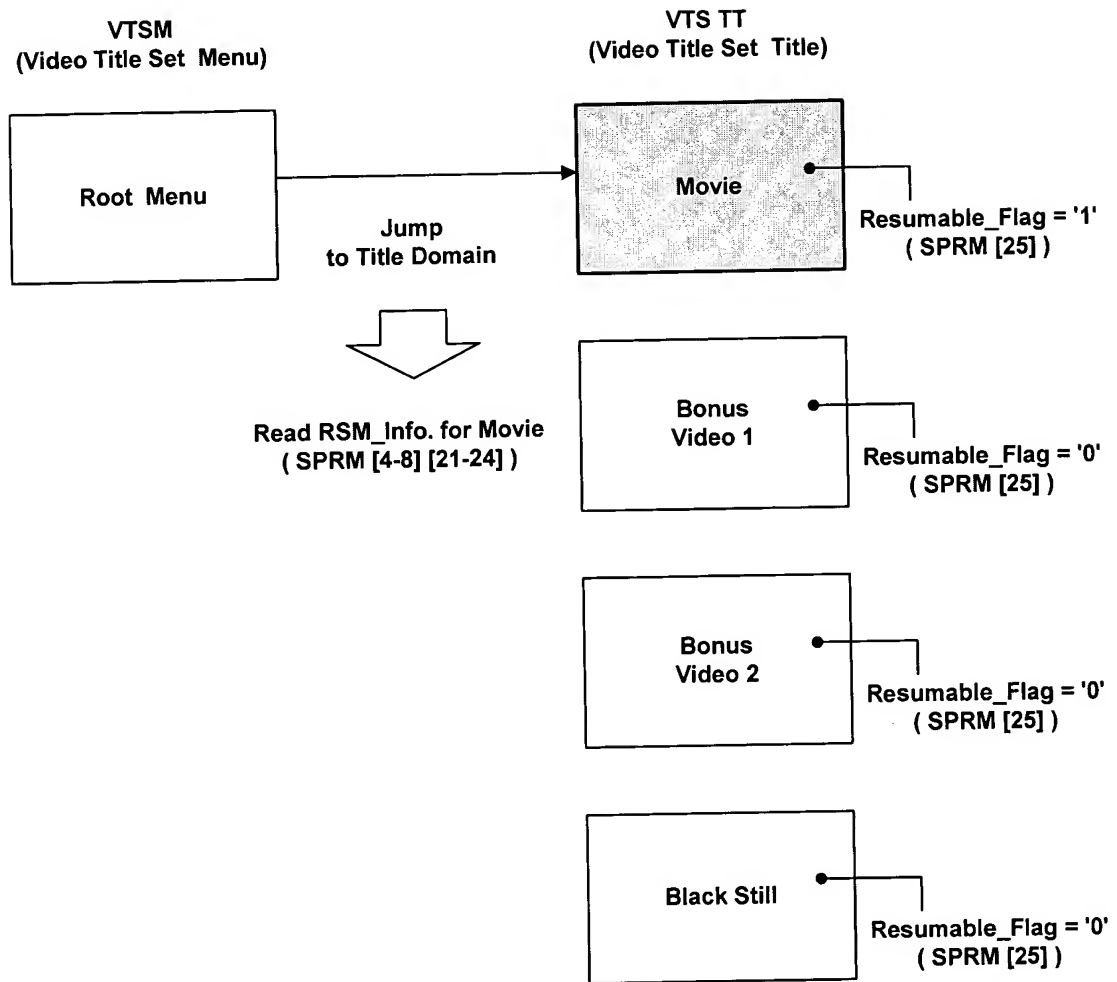 VTSM
(Video Title Set Menu)
VTS TT
(Video Title Set Title)
Root Menu
Jump
to Title Domain
Movie
Resumable_Flag = '1'
( SPRM [25] )
Read RSM_Info. for Movie
( SPRM [4-8] [21-24] )
Bonus
Video 1
Resumable_Flag = '0'
( SPRM [25] )
Bonus
Video 2
Resumable_Flag = '0'
( SPRM [25] )
Black Still
Resumable_Flag = '0'
( SPRM [25] )